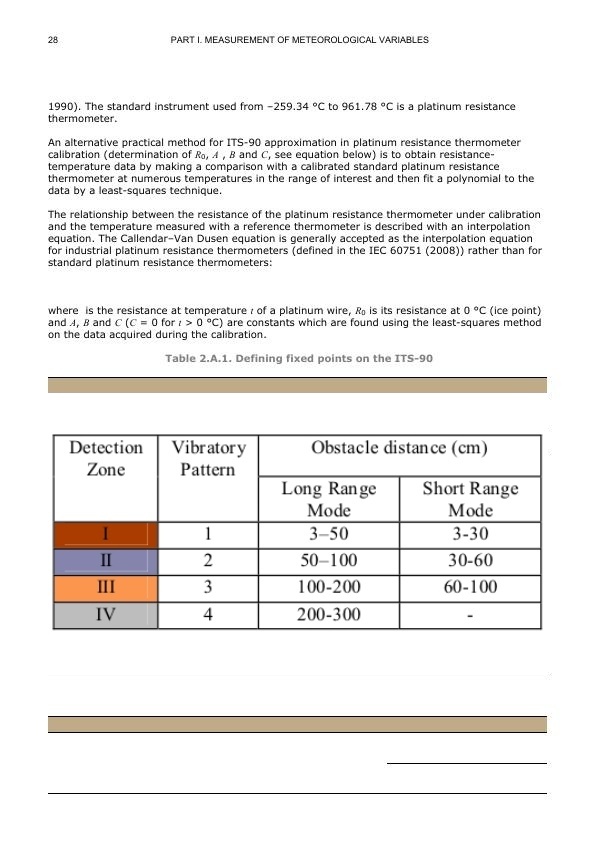 28
PART I. MEASUREMENT OF METEOROLOGICAL VARIABLES
1990). The standard instrument used from –259.34 °C to 961.78 °C is a platinum resistance
thermometer.
An alternative practical method for ITS-90 approximation in platinum resistance thermometer
calibration (determination of R0, A , B and C, see equation below) is to obtain resistance-
temperature data by making a comparison with a calibrated standard platinum resistance
thermometer at numerous temperatures in the range of interest and then fit a polynomial to the
data by a least-squares technique.
The relationship between the resistance of the platinum resistance thermometer under calibration
and the temperature measured with a reference thermometer is described with an interpolation
equation. The Callendar–Van Dusen equation is generally accepted as the interpolation equation
for industrial platinum resistance thermometers (defined in the IEC 60751 (2008)) rather than for
standard platinum resistance thermometers:
where  is the resistance at temperature t of a platinum wire, R0 is its resistance at 0 °C (ice point)
and A, B and C (C = 0 for t > 0 °C) are constants which are found using the least-squares method
on the data acquired during the calibration.
Table 2.A.1. Defining fixed points on the ITS-90
Detection Zone Vibratory Pattern Obstacle distance (cm)
Long Range Mode Short Range Mode
I 1 3–50 3-30
II 2 50–100 30-60
III 3 100-200 60-100
IV 4 200-300 -